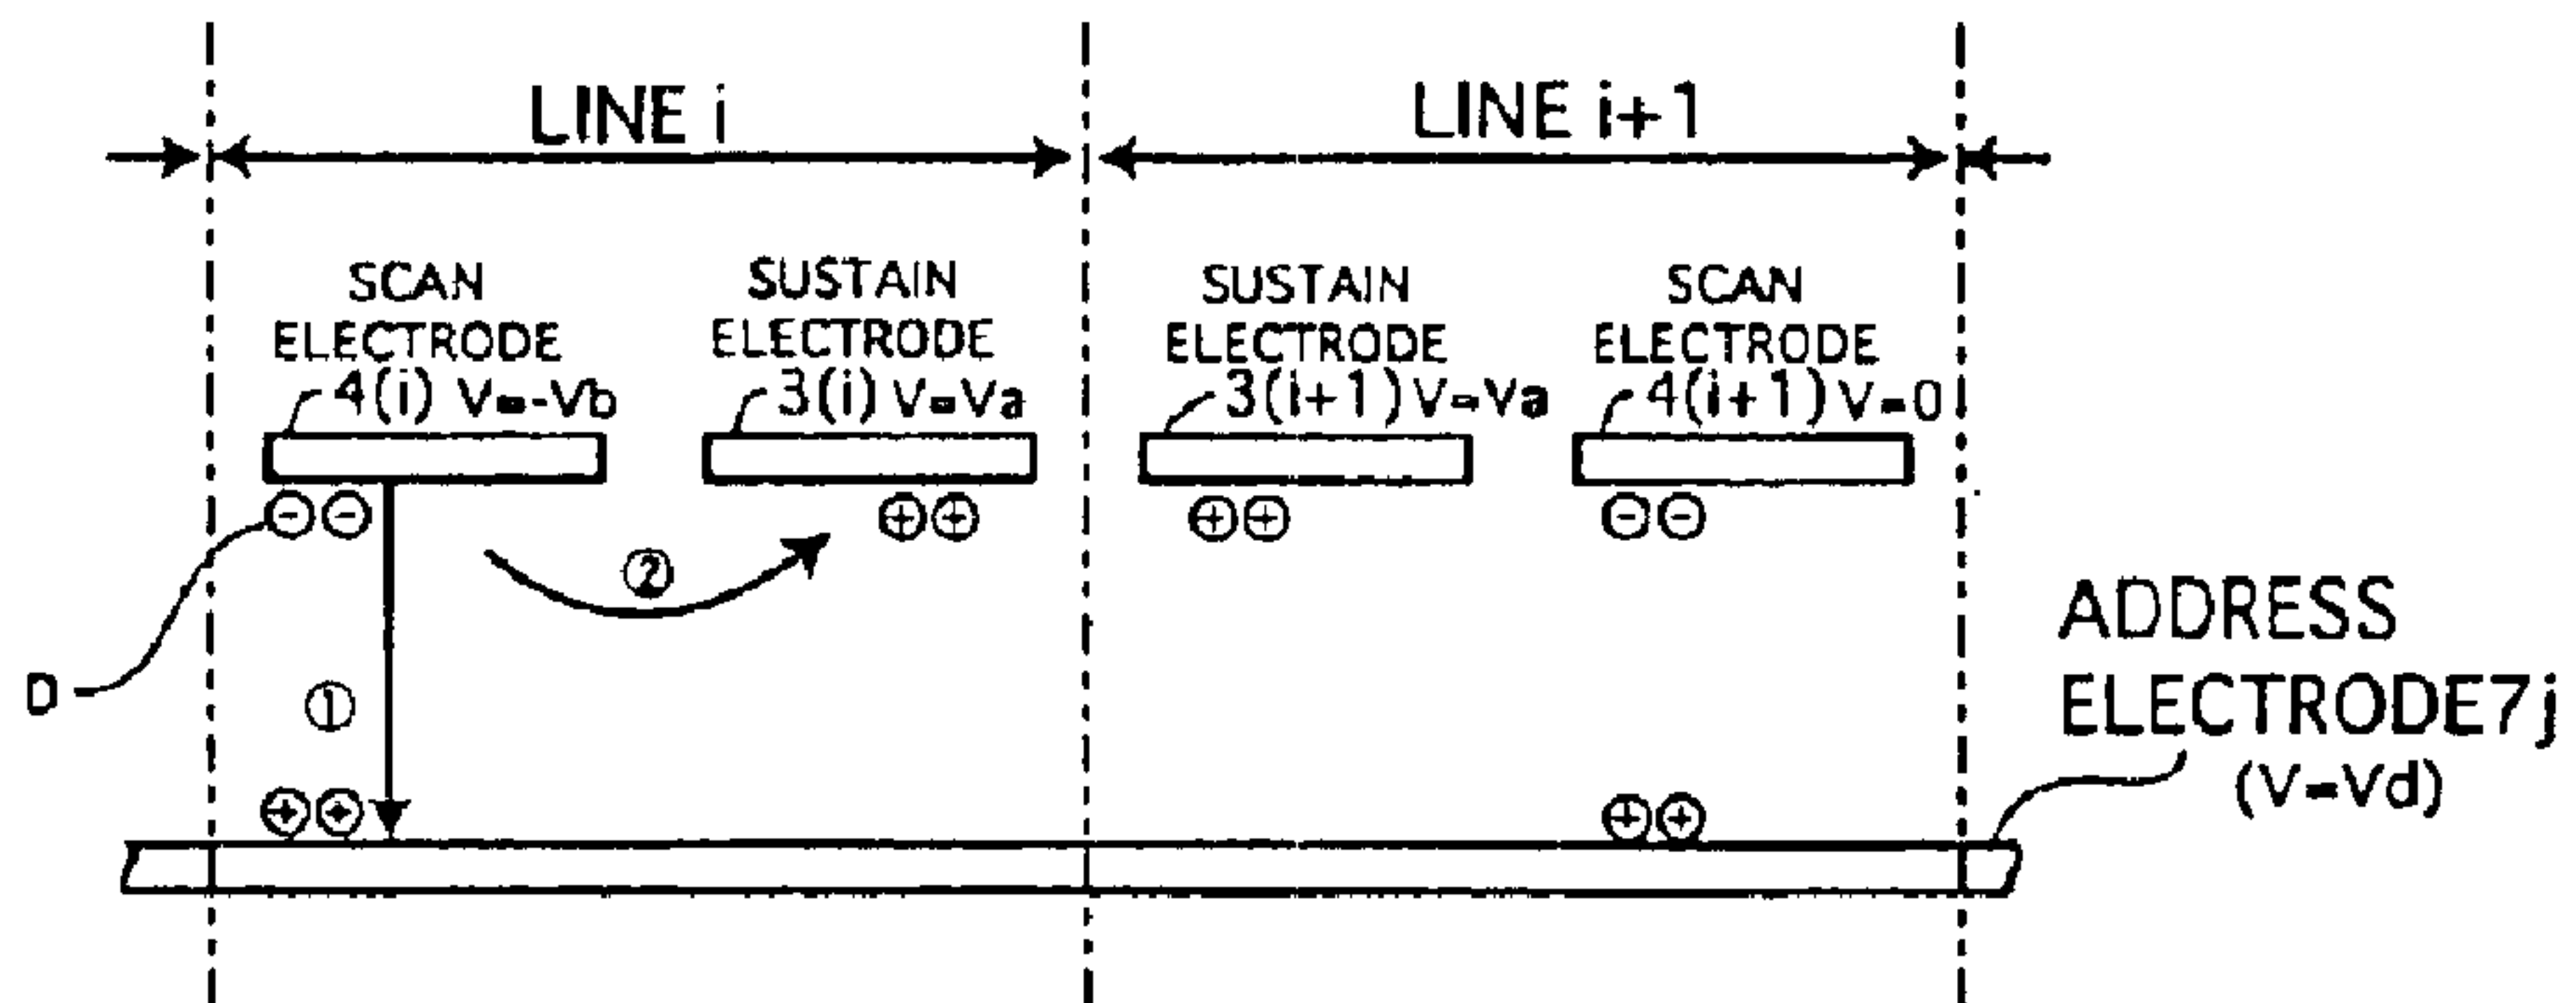 LINE i
LINE i+1
SCAN
ELECTRODE
4(i) V=-Vb
SUSTAIN
ELECTRODE
3(i) V=Va
SUSTAIN
ELECTRODE
3(i+1) V=Va
SCAN
ELECTRODE
4(i+1) V=0
⊖⊖
⊕⊕
⊕⊕
⊖⊖
②
D
①
⊕⊕
⊕⊕
ADDRESS
ELECTRODE7j
(V=Vd)